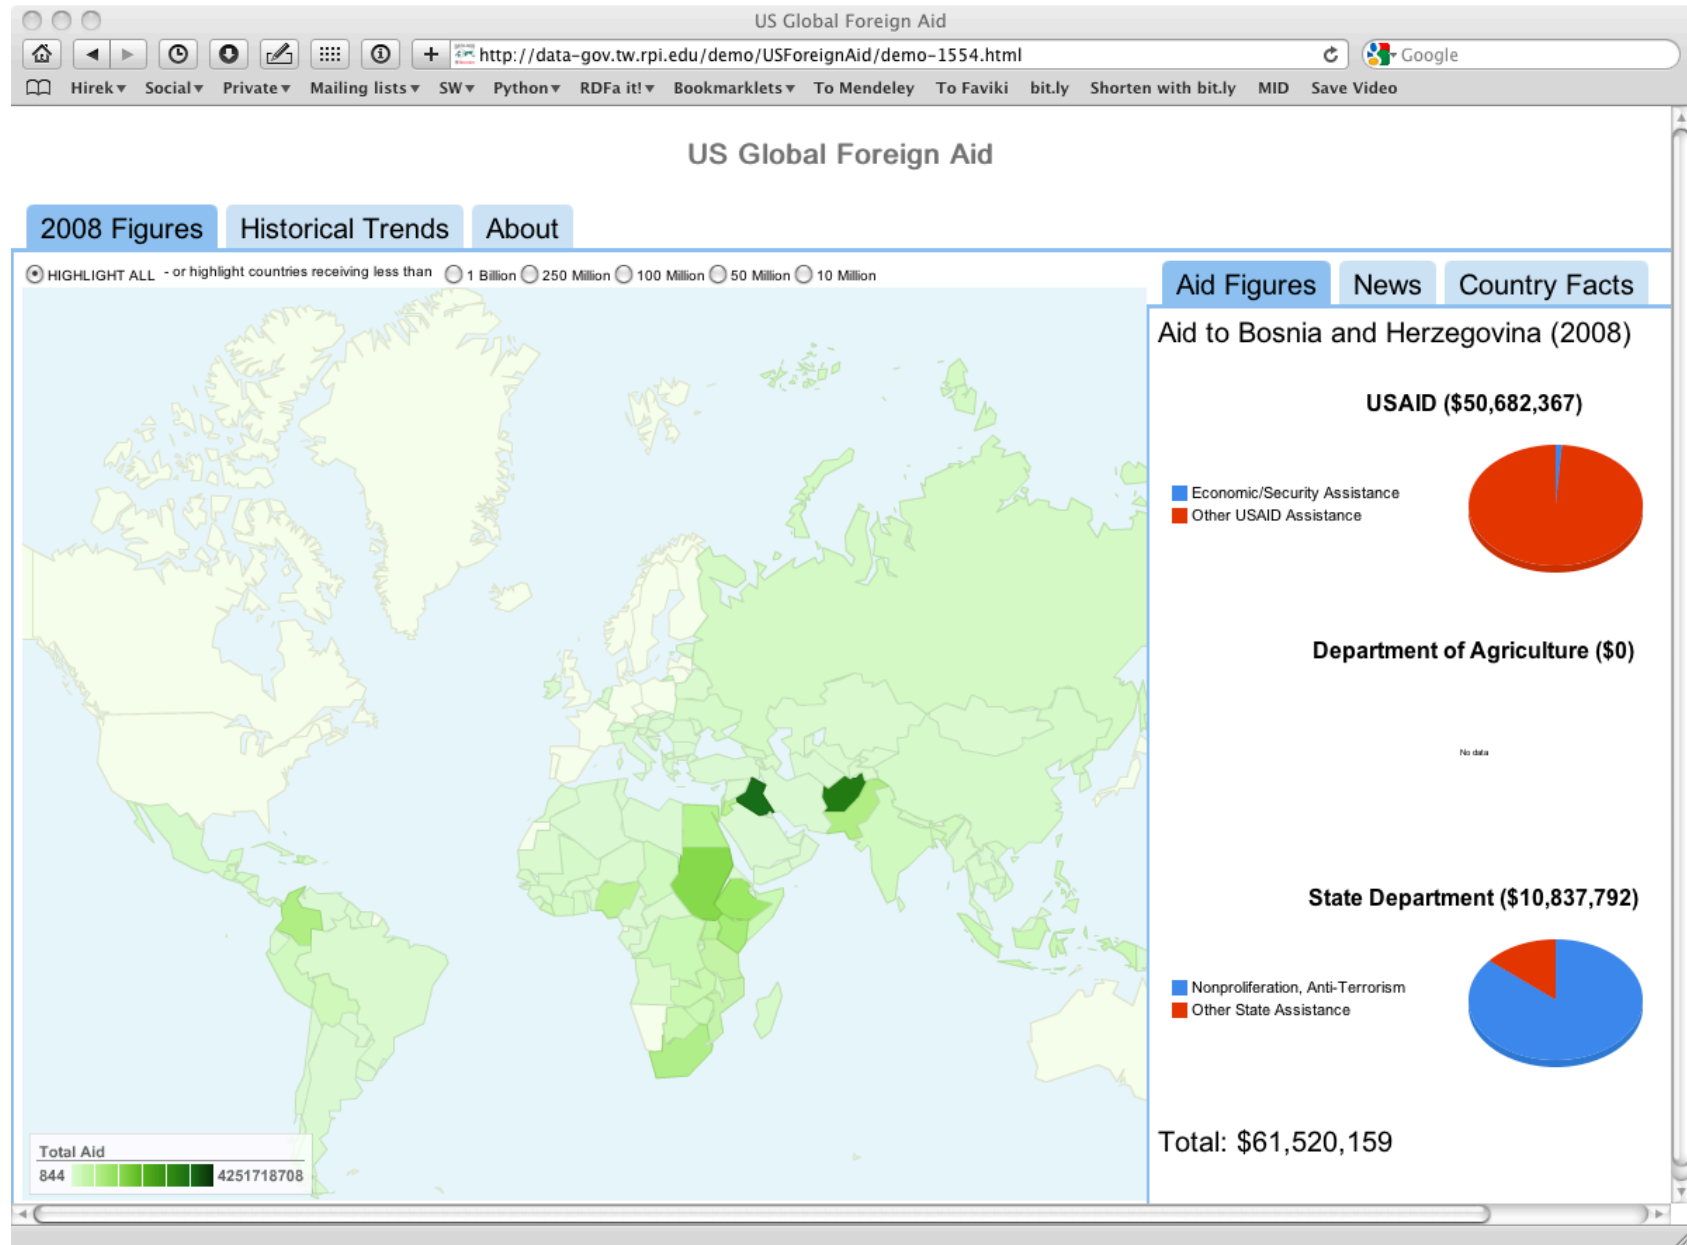 US Global Foreign Aid
http://data-gov.tw.rpi.edu/demo/USForeignAid/demo-1554.html
Google
Hirek Social Private Mailing lists SW Python RDFa it! Bookmarklets To Mendeley To Faviki bit.ly Shorten with bit.ly MID Save Video
US Global Foreign Aid
2008 Figures Historical Trends About
HIGHLIGHT ALL - or highlight countries receiving less than 1 Billion 250 Million 100 Million 50 Million 10 Million
Aid Figures News Country Facts
Aid to Bosnia and Herzegovina (2008)
USAID ($50,682,367)
Economic/Security Assistance
Other USAID Assistance
Department of Agriculture ($0)
No data
State Department ($10,837,792)
Nonproliferation, Anti-Terrorism
Other State Assistance
Total: $61,520,159
Total Aid
844 4251718708